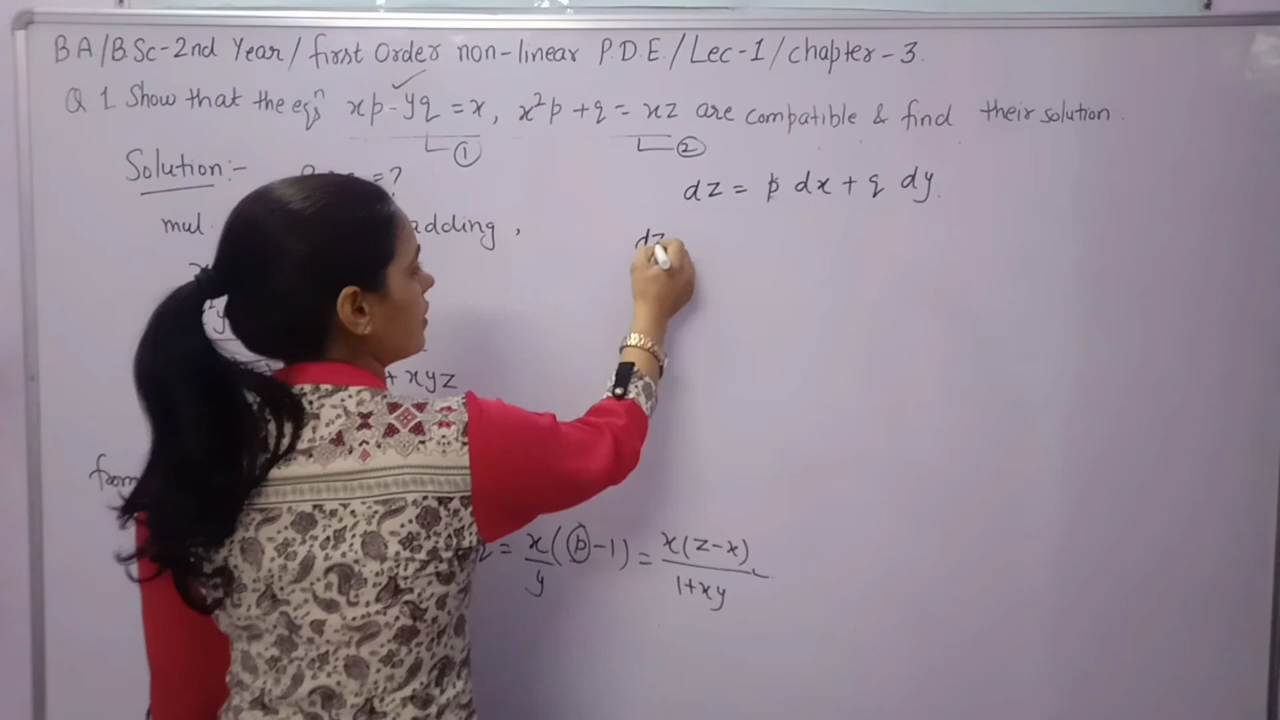 BA/BSc-2nd Year/first Order non-linear P.D.E./Lec-1/chapter-3.
Q 1 Show that the eqⁿs xp-yq = x, x²p + q = xz are compatible & find their solution.
① ②
Solution:- =?
dz = p dx + q dy.
mul. adding,
dz
+ xyz
from
= x/y (p-1) = x(z-x)/1+xy